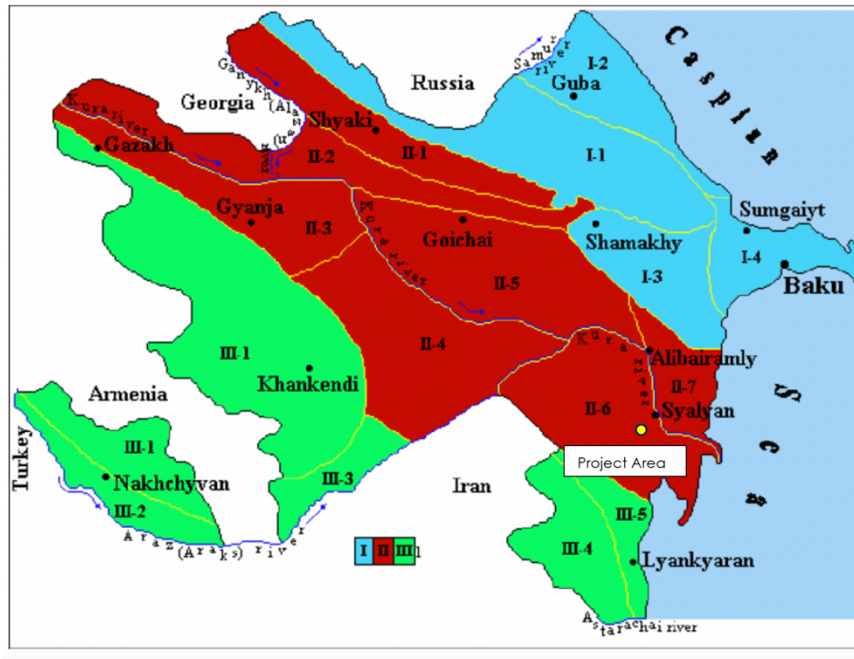 Caspian
Sea
Samur
river
I-2
Guba
Russia
Ganykh (Alazan)
river
Georgia
Kura river
Shyaki
Gazakh
II-2
II-1
I-1
Sumgaiyt
Gyanja
II-3
Kura river
Goichai
Shamakhy
I-4
Baku
I-3
II-5
III-1
II-4
Kura
river
Alibairamly
II-7
Khankendi
II-6
Syalyan
Armenia
Turkey
III-1
Project Area
Nakhchyvan
III-3
Iran
III-2
III-5
Araz (Araks) river
I II III 1
III-4
Lyankyaran
Astarachai river